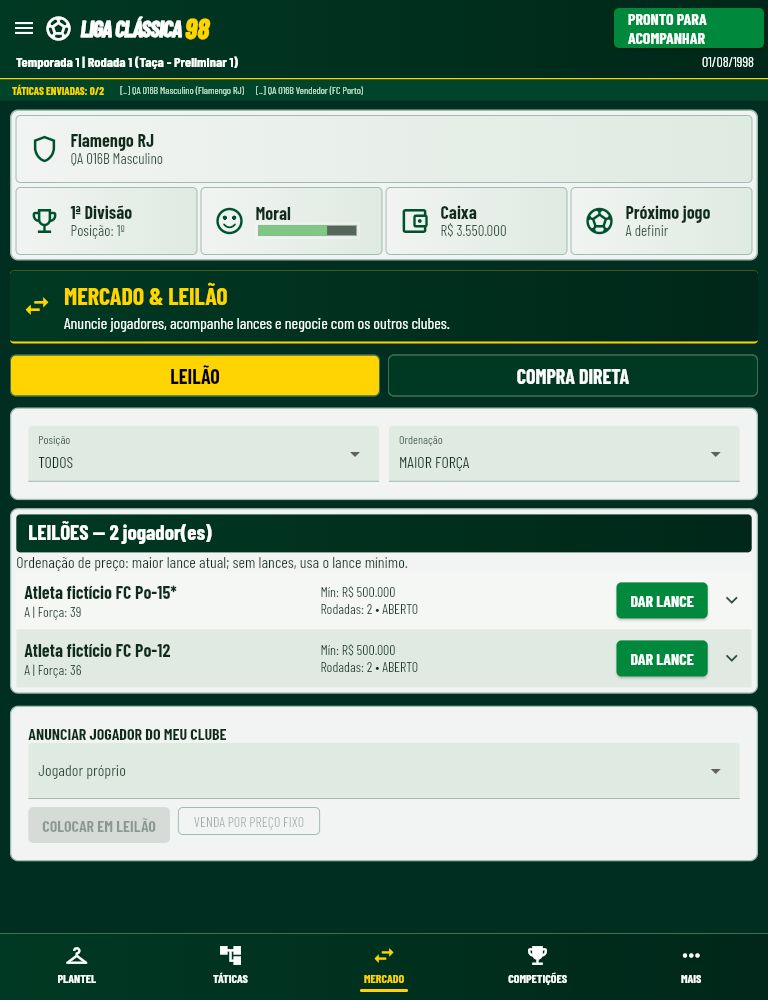 LIGA CLÁSSICA 98
PRONTO PARA
ACOMPANHAR
Temporada 1 | Rodada 1 (Taça - Preliminar 1)
01/08/1998
TÁTICAS ENVIADAS: 0/2 [..] QA 016B Masculino (Flamengo RJ) [..] QA 016B Vendedor (FC Porto)
Flamengo RJ
QA 016B Masculino
1ª Divisão
Posição: 1º
Moral
Caixa
R$ 3.550.000
Próximo jogo
A definir
MERCADO & LEILÃO
Anuncie jogadores, acompanhe lances e negocie com os outros clubes.
LEILÃO
COMPRA DIRETA
Posição
TODOS
Ordenação
MAIOR FORÇA
LEILÕES — 2 jogador(es)
Ordenação de preço: maior lance atual; sem lances, usa o lance mínimo.
Atleta fictício FC Po-15*
A | Força: 39
Mín: R$ 500.000
Rodadas: 2 • ABERTO
DAR LANCE
Atleta fictício FC Po-12
A | Força: 36
Mín: R$ 500.000
Rodadas: 2 • ABERTO
DAR LANCE
ANUNCIAR JOGADOR DO MEU CLUBE
Jogador próprio
COLOCAR EM LEILÃO
VENDA POR PREÇO FIXO
PLANTEL
TÁTICAS
MERCADO
COMPETIÇÕES
MAIS